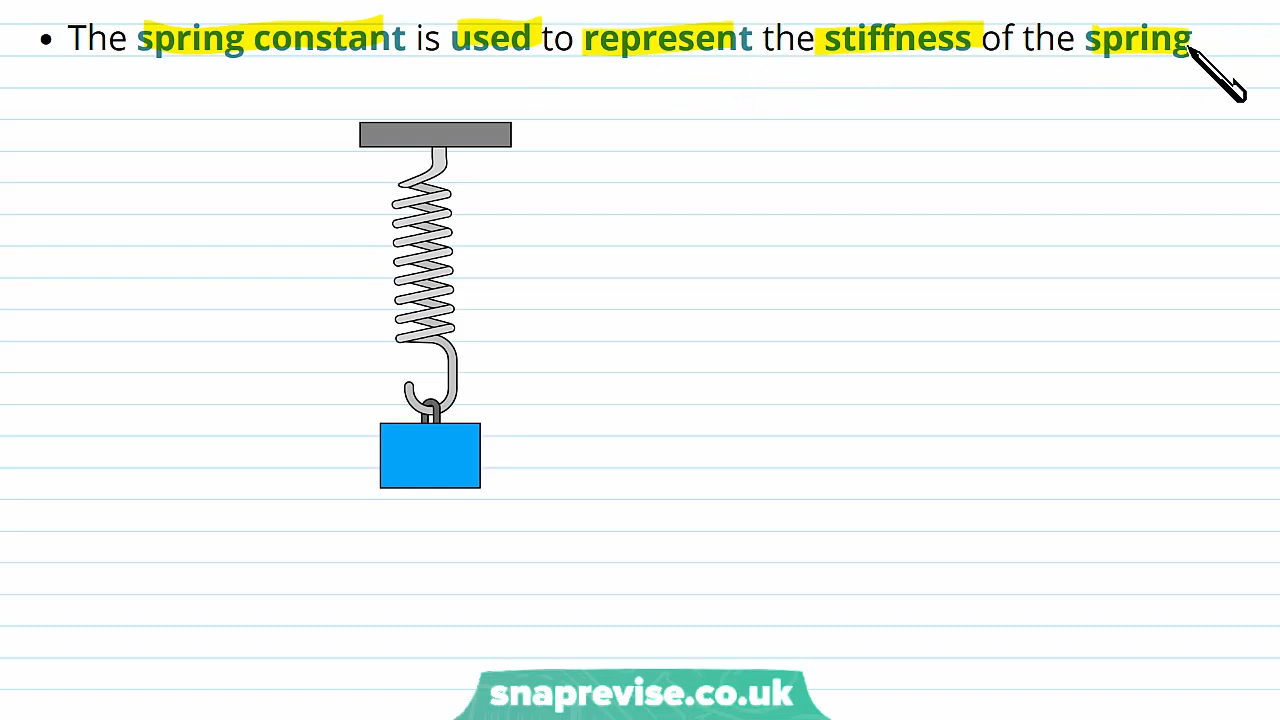 • The spring constant is used to represent the stiffness of the spring
snaprevise.co.uk